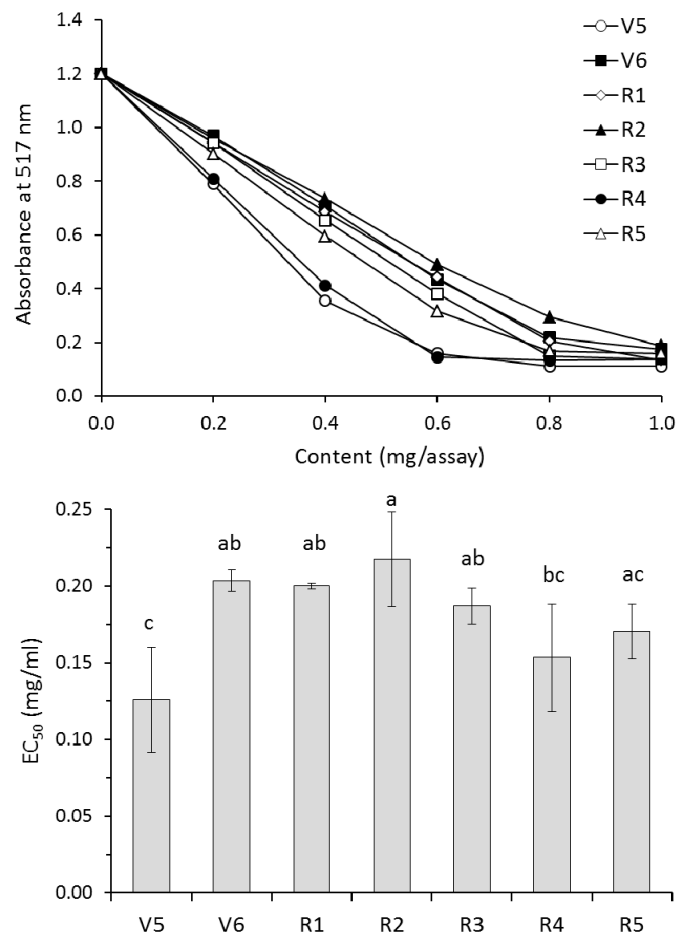 1.4
1.2
1.0
0.8
0.6
0.4
0.2
0.0
Absorbance at 517 nm
0.0 0.2 0.4 0.6 0.8 1.0
Content (mg/assay)
V5
V6
R1
R2
R3
R4
R5
0.25
0.20
0.15
0.10
0.05
0.00
EC50 (mg/ml)
c ab ab a ab bc ac
V5 V6 R1 R2 R3 R4 R5